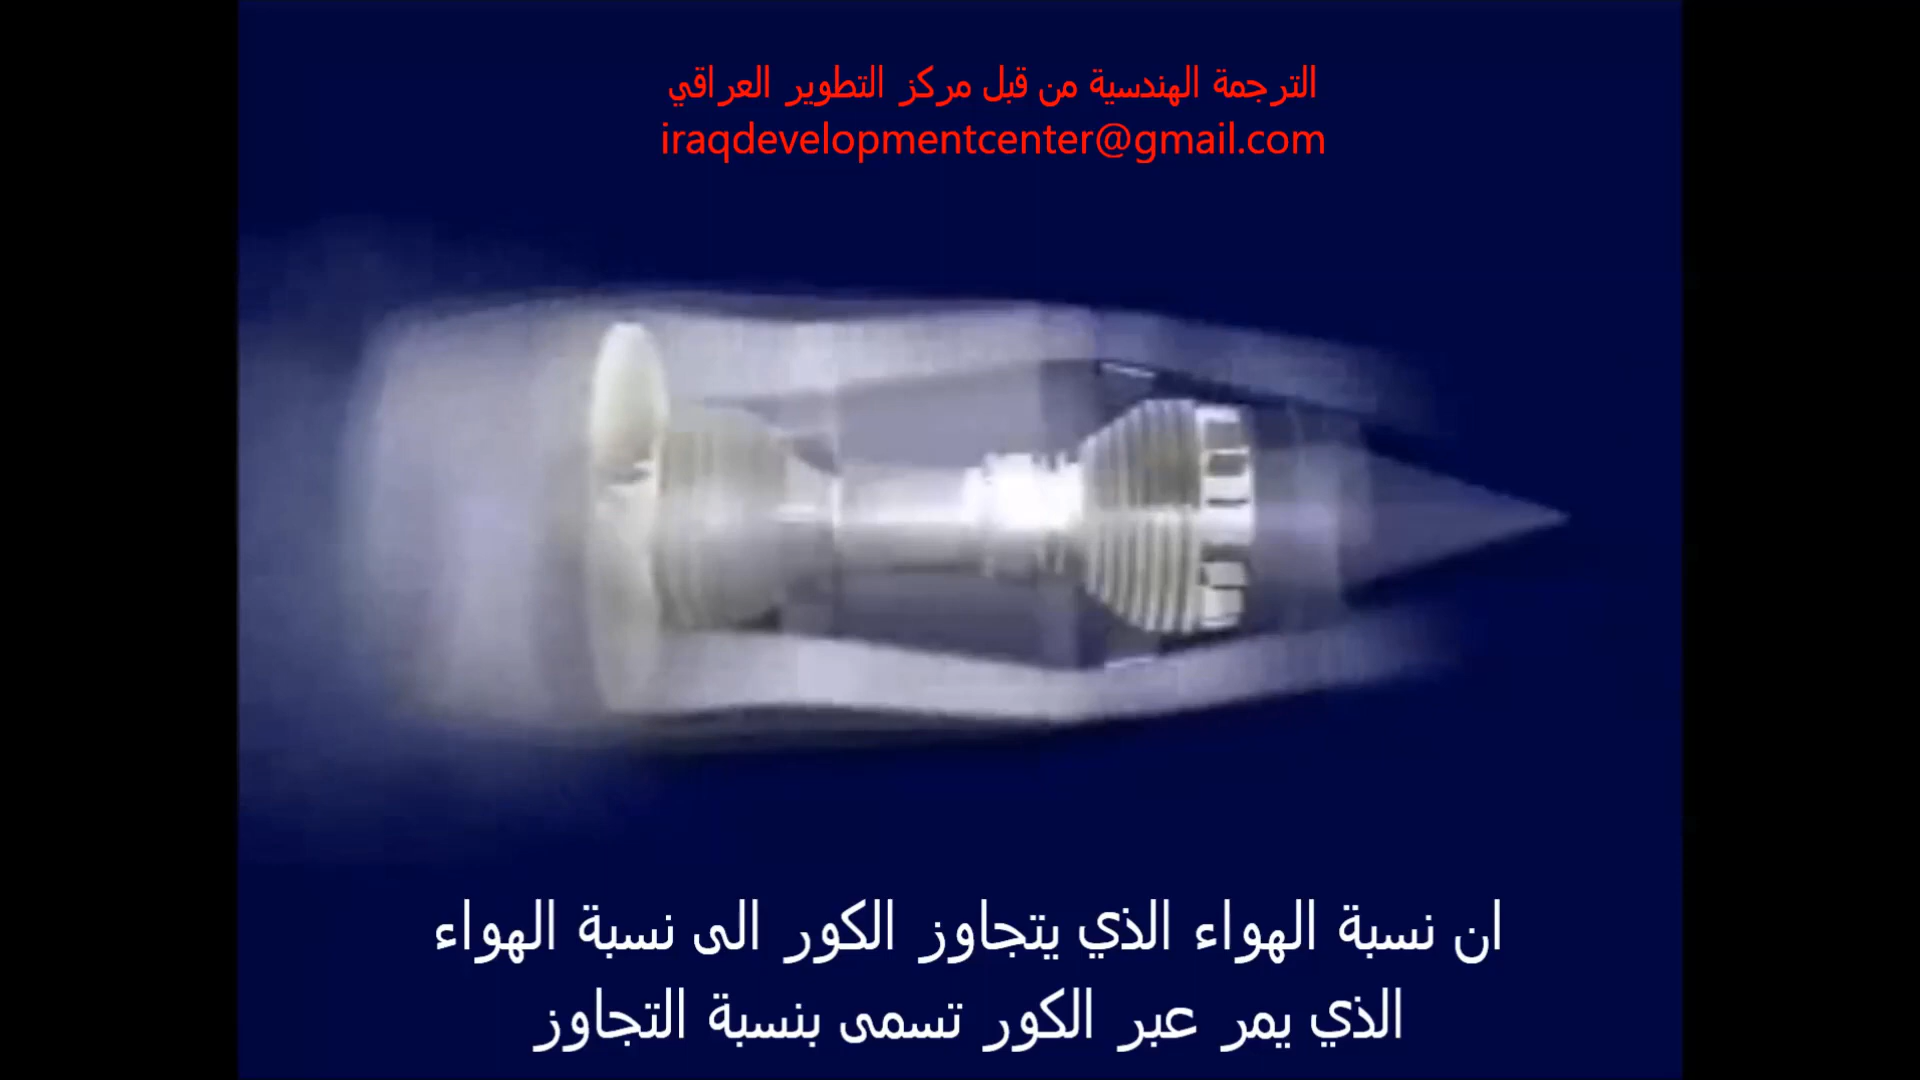 الترجمة الهندسية من قبل مركز التطوير العراقي
iraqdevelopmentcenter@gmail.com
ان نسبة الهواء الذي يتجاوز الكور الى نسبة الهواء
الذي يمر عبر الكور تسمى بنسبة التجاوز